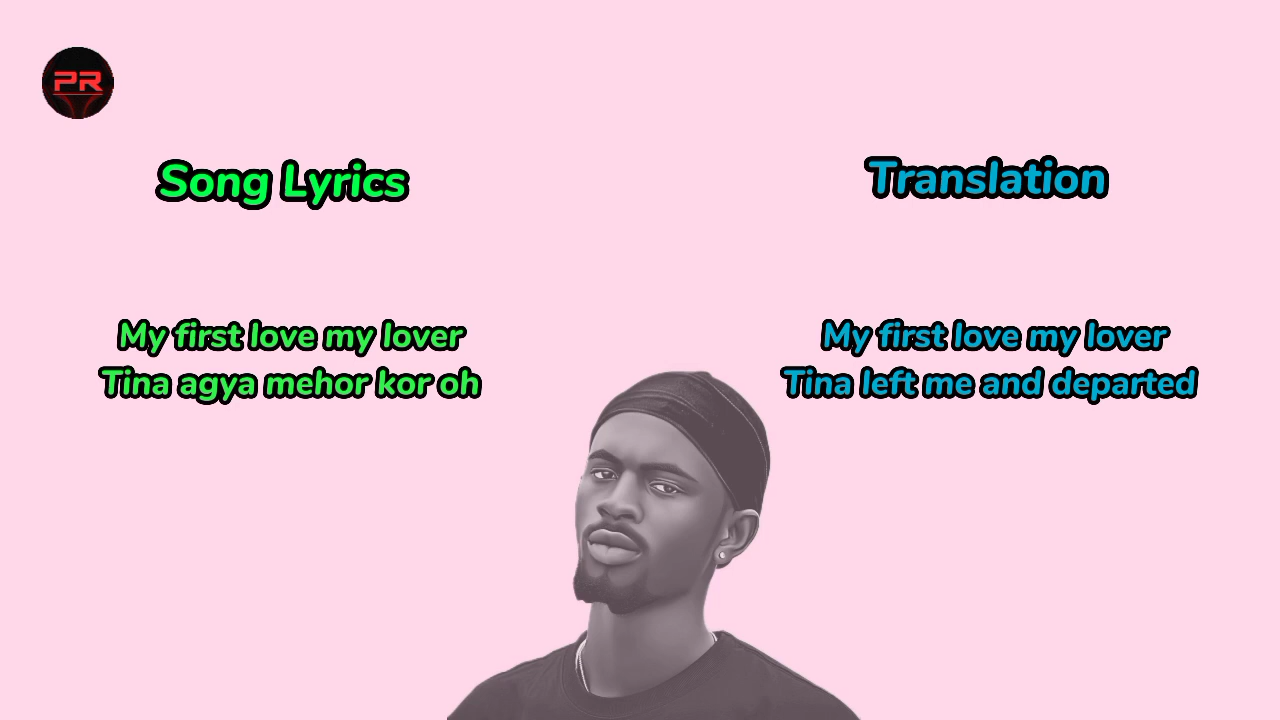 PR
Song Lyrics
Translation
My first love my lover
Tina agya mehor kor oh
My first love my lover
Tina left me and departed